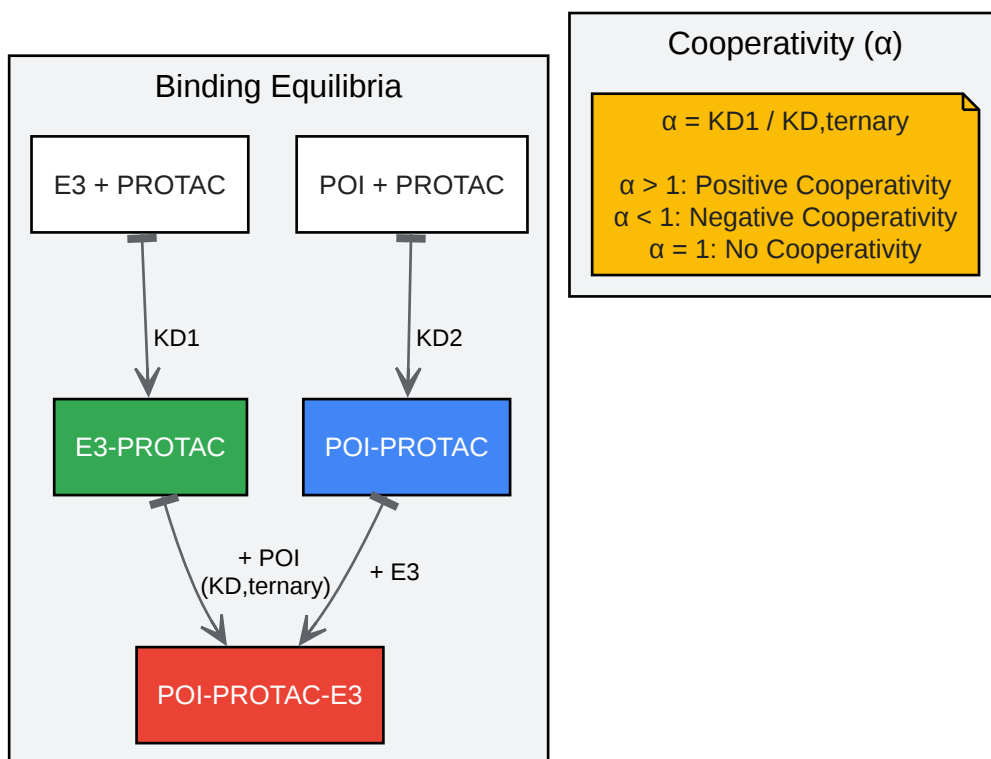 Binding Equilibria
E3 + PROTAC
POI + PROTAC
KD1
KD2
E3-PROTAC
POI-PROTAC
+ POI
(KD,ternary)
+ E3
POI-PROTAC-E3
Cooperativity (α)
α = KD1 / KD,ternary
α > 1: Positive Cooperativity
α < 1: Negative Cooperativity
α = 1: No Cooperativity